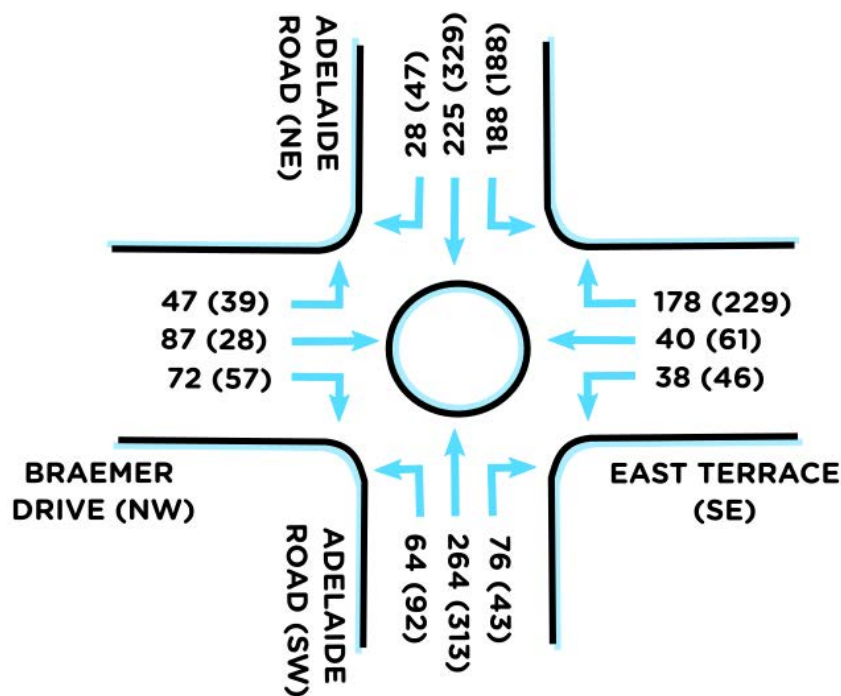 ADELAIDE
ROAD (NE)
28 (47)
225 (329)
188 (188)
47 (39)
87 (28)
72 (57)
178 (229)
40 (61)
38 (46)
BRAEMER
DRIVE (NW)
EAST TERRACE
(SE)
ADELAIDE
ROAD (SW)
64 (92)
264 (313)
76 (43)